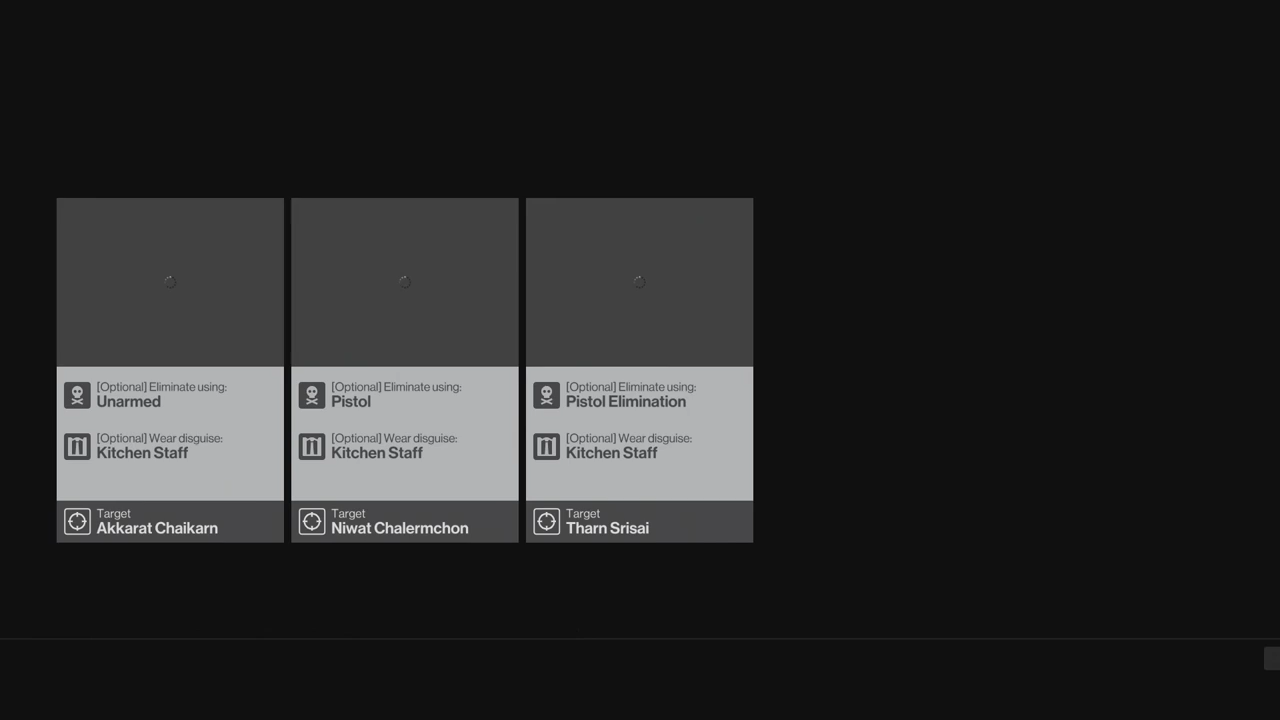 [Optional] Eliminate using:
Unarmed
[Optional] Wear disguise:
Kitchen Staff
Target
Akkarat Chaikarn
[Optional] Eliminate using:
Pistol
[Optional] Wear disguise:
Kitchen Staff
Target
Niwat Chalermchon
[Optional] Eliminate using:
Pistol Elimination
[Optional] Wear disguise:
Kitchen Staff
Target
Tharn Srisai